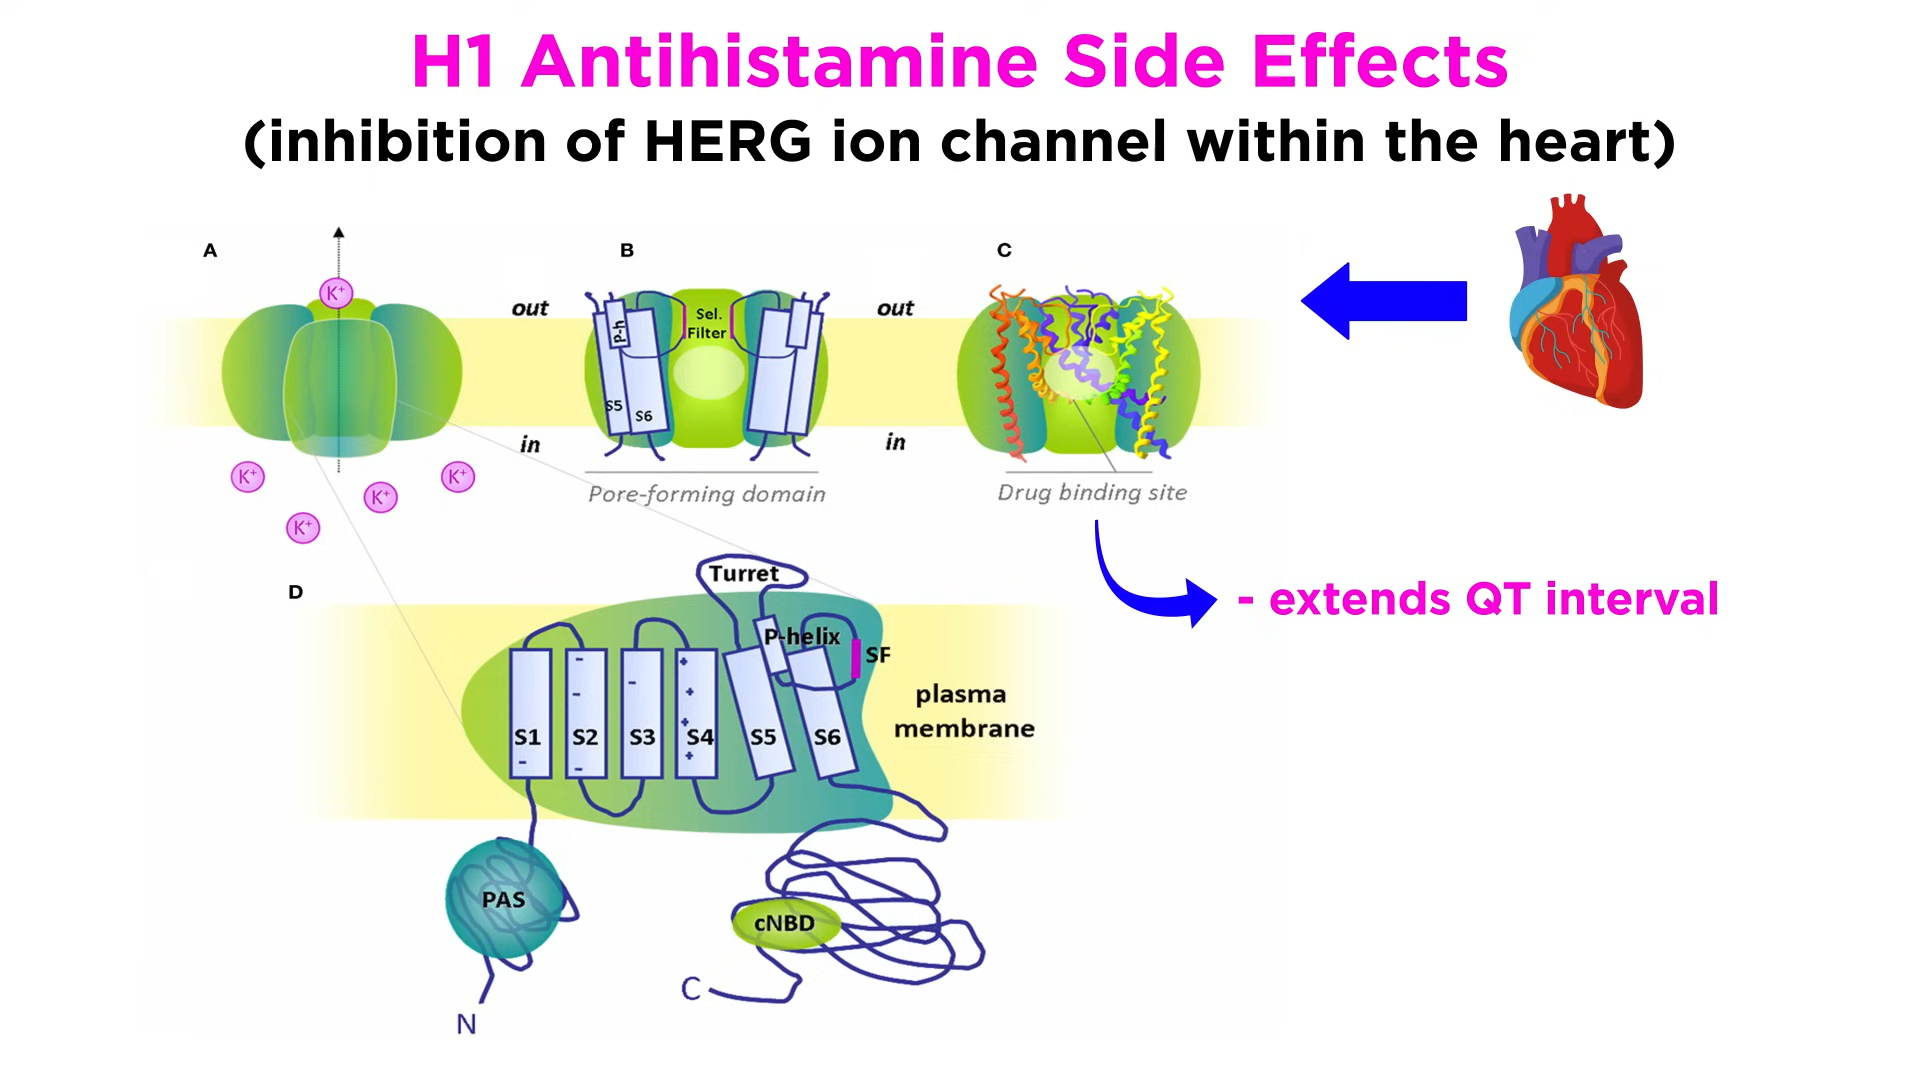 H1 Antihistamine Side Effects
(inhibition of HERG ion channel within the heart)
A
K⁺
K⁺
K⁺
K⁺
K⁺
out
in
B
P-h
Sel.
Filter
S5
S6
Pore-forming domain
out
in
C
Drug binding site
- extends QT interval
D
Turret
P-helix
SF
S1
S2
S3
S4
S5
S6
-
-
-
-
-
-
+
+
+
+
plasma
membrane
PAS
N
cNBD
C